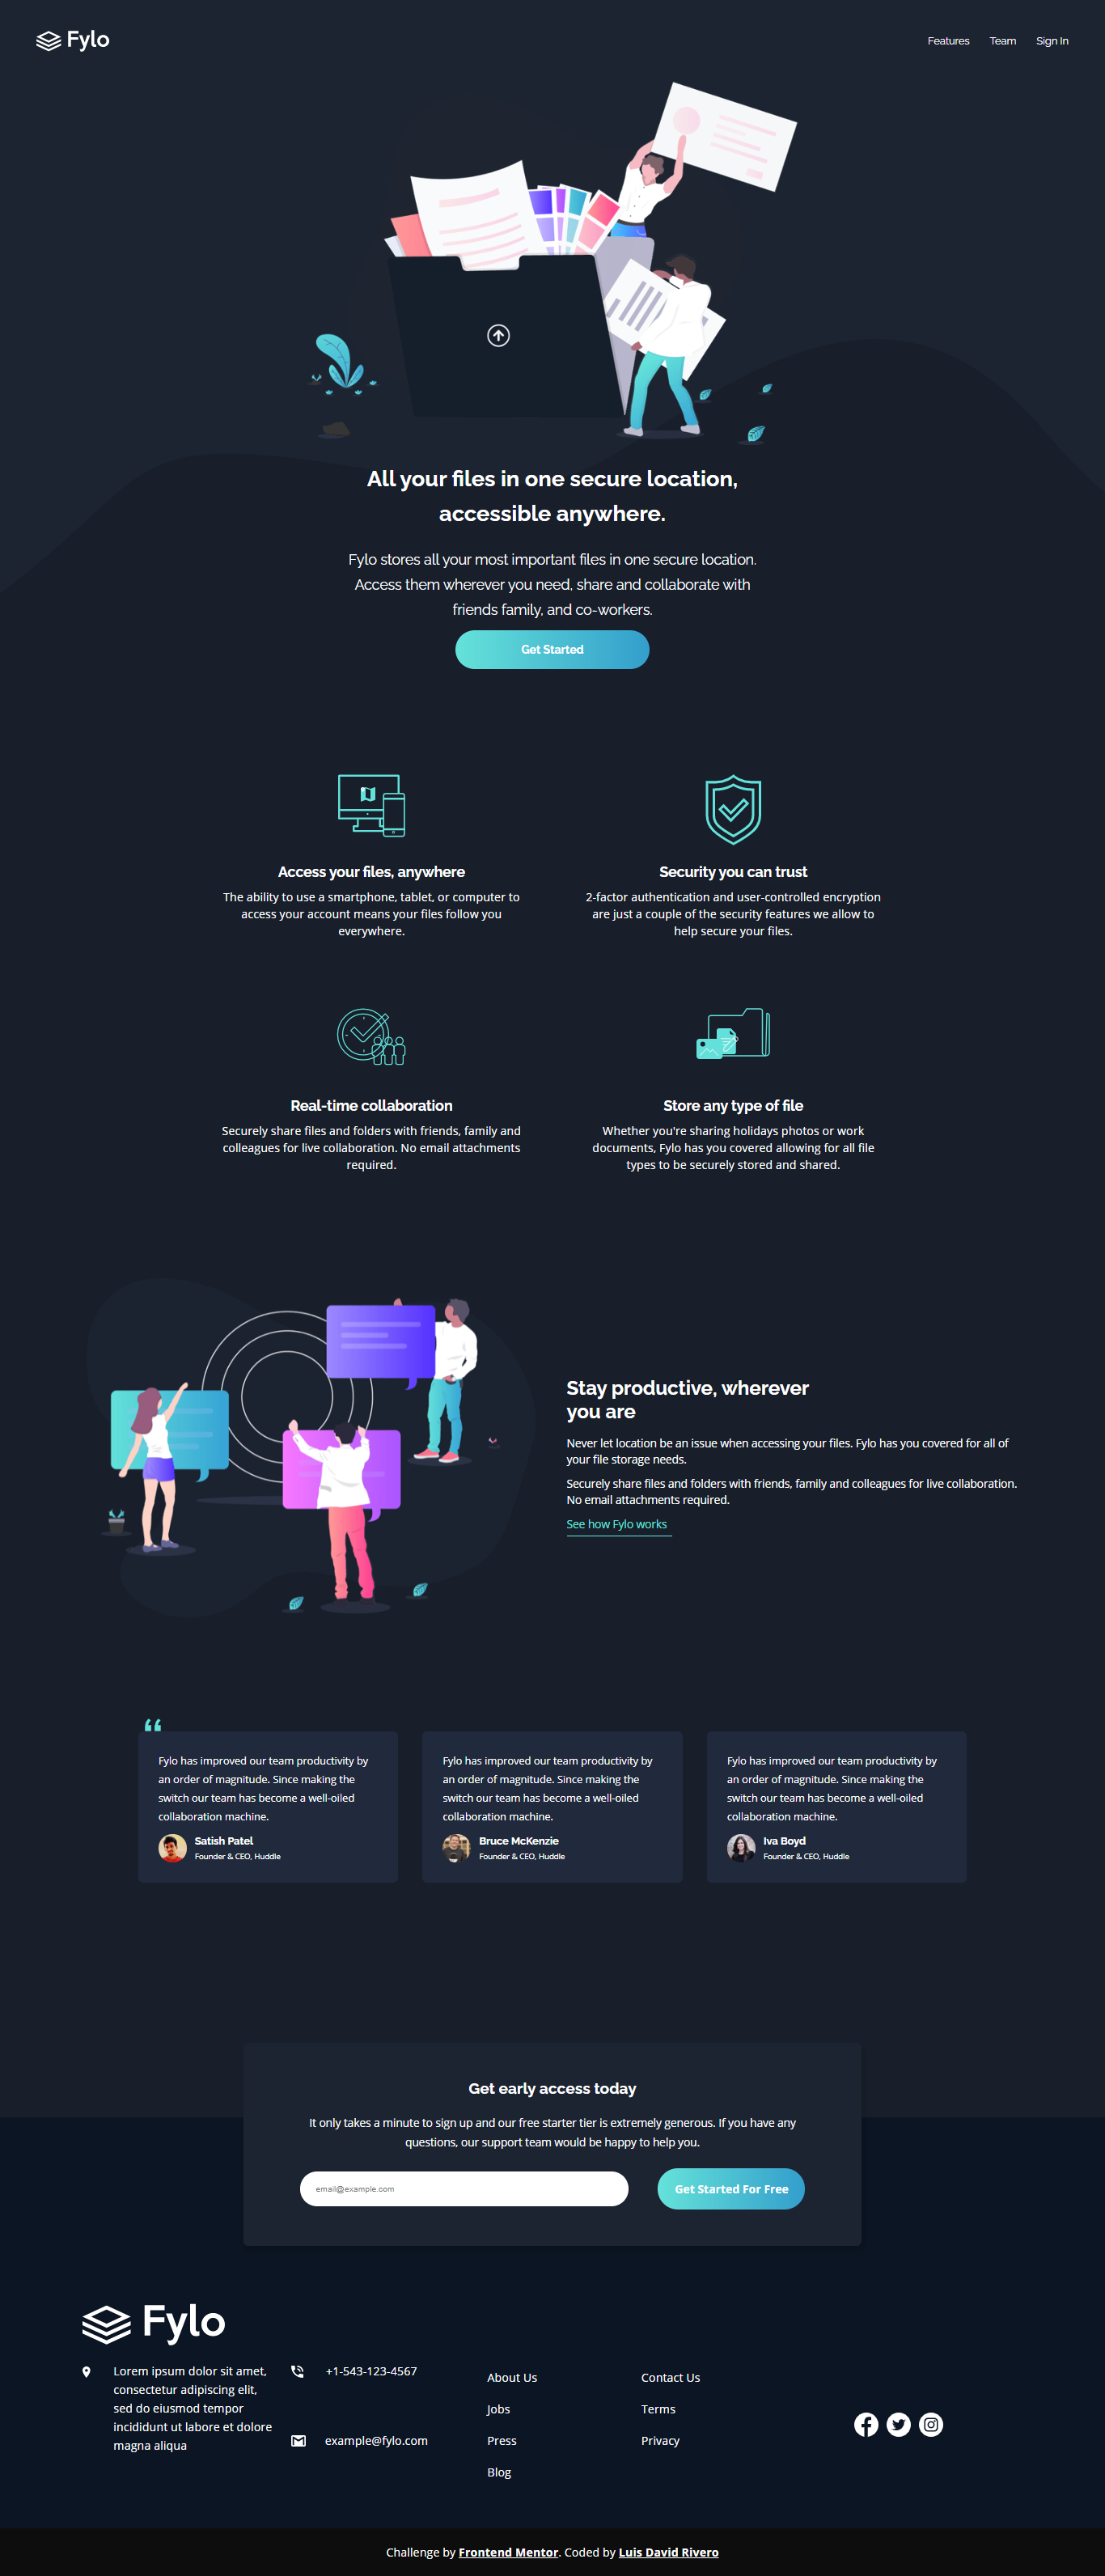 Fylo
Features
Team
Sign In
All your files in one secure location,
accessible anywhere.
Fylo stores all your most important files in one secure location.
Access them wherever you need, share and collaborate with
friends family, and co-workers.
Get Started
Access your files, anywhere
The ability to use a smartphone, tablet, or computer to
access your account means your files follow you
everywhere.
Security you can trust
2-factor authentication and user-controlled encryption
are just a couple of the security features we allow to
help secure your files.
Real-time collaboration
Securely share files and folders with friends, family and
colleagues for live collaboration. No email attachments
required.
Store any type of file
Whether you're sharing holidays photos or work
documents, Fylo has you covered allowing for all file
types to be securely stored and shared.
Stay productive, wherever
you are
Never let location be an issue when accessing your files. Fylo has you covered for all of
your file storage needs.
Securely share files and folders with friends, family and colleagues for live collaboration.
No email attachments required.
See how Fylo works
“
Fylo has improved our team productivity by
an order of magnitude. Since making the
switch our team has become a well-oiled
collaboration machine.
Satish Patel
Founder & CEO, Huddle
Fylo has improved our team productivity by
an order of magnitude. Since making the
switch our team has become a well-oiled
collaboration machine.
Bruce McKenzie
Founder & CEO, Huddle
Fylo has improved our team productivity by
an order of magnitude. Since making the
switch our team has become a well-oiled
collaboration machine.
Iva Boyd
Founder & CEO, Huddle
Get early access today
It only takes a minute to sign up and our free starter tier is extremely generous. If you have any
questions, our support team would be happy to help you.
email@example.com
Get Started For Free
Fylo
Lorem ipsum dolor sit amet,
consectetur adipiscing elit,
sed do eiusmod tempor
incididunt ut labore et dolore
magna aliqua
+1-543-123-4567
example@fylo.com
About Us
Jobs
Press
Blog
Contact Us
Terms
Privacy
Challenge by Frontend Mentor. Coded by Luis David Rivero